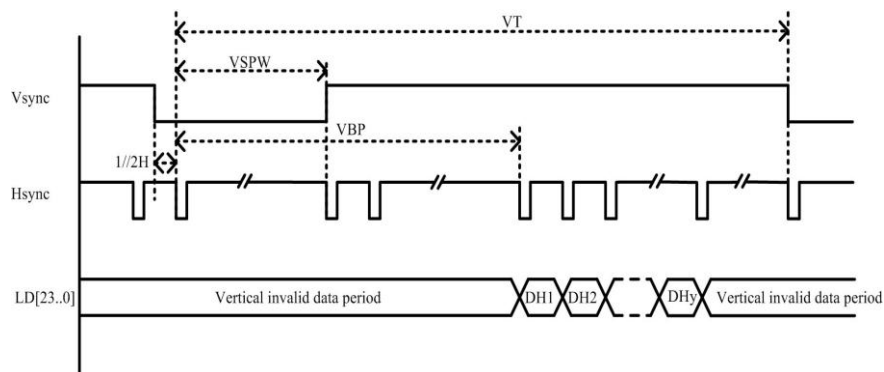 VT
VSPW
Vsync
VBP
1//2H
Hsync
LD[23..0]
Vertical invalid data period
DH1
DH2
DHy
Vertical invalid data period